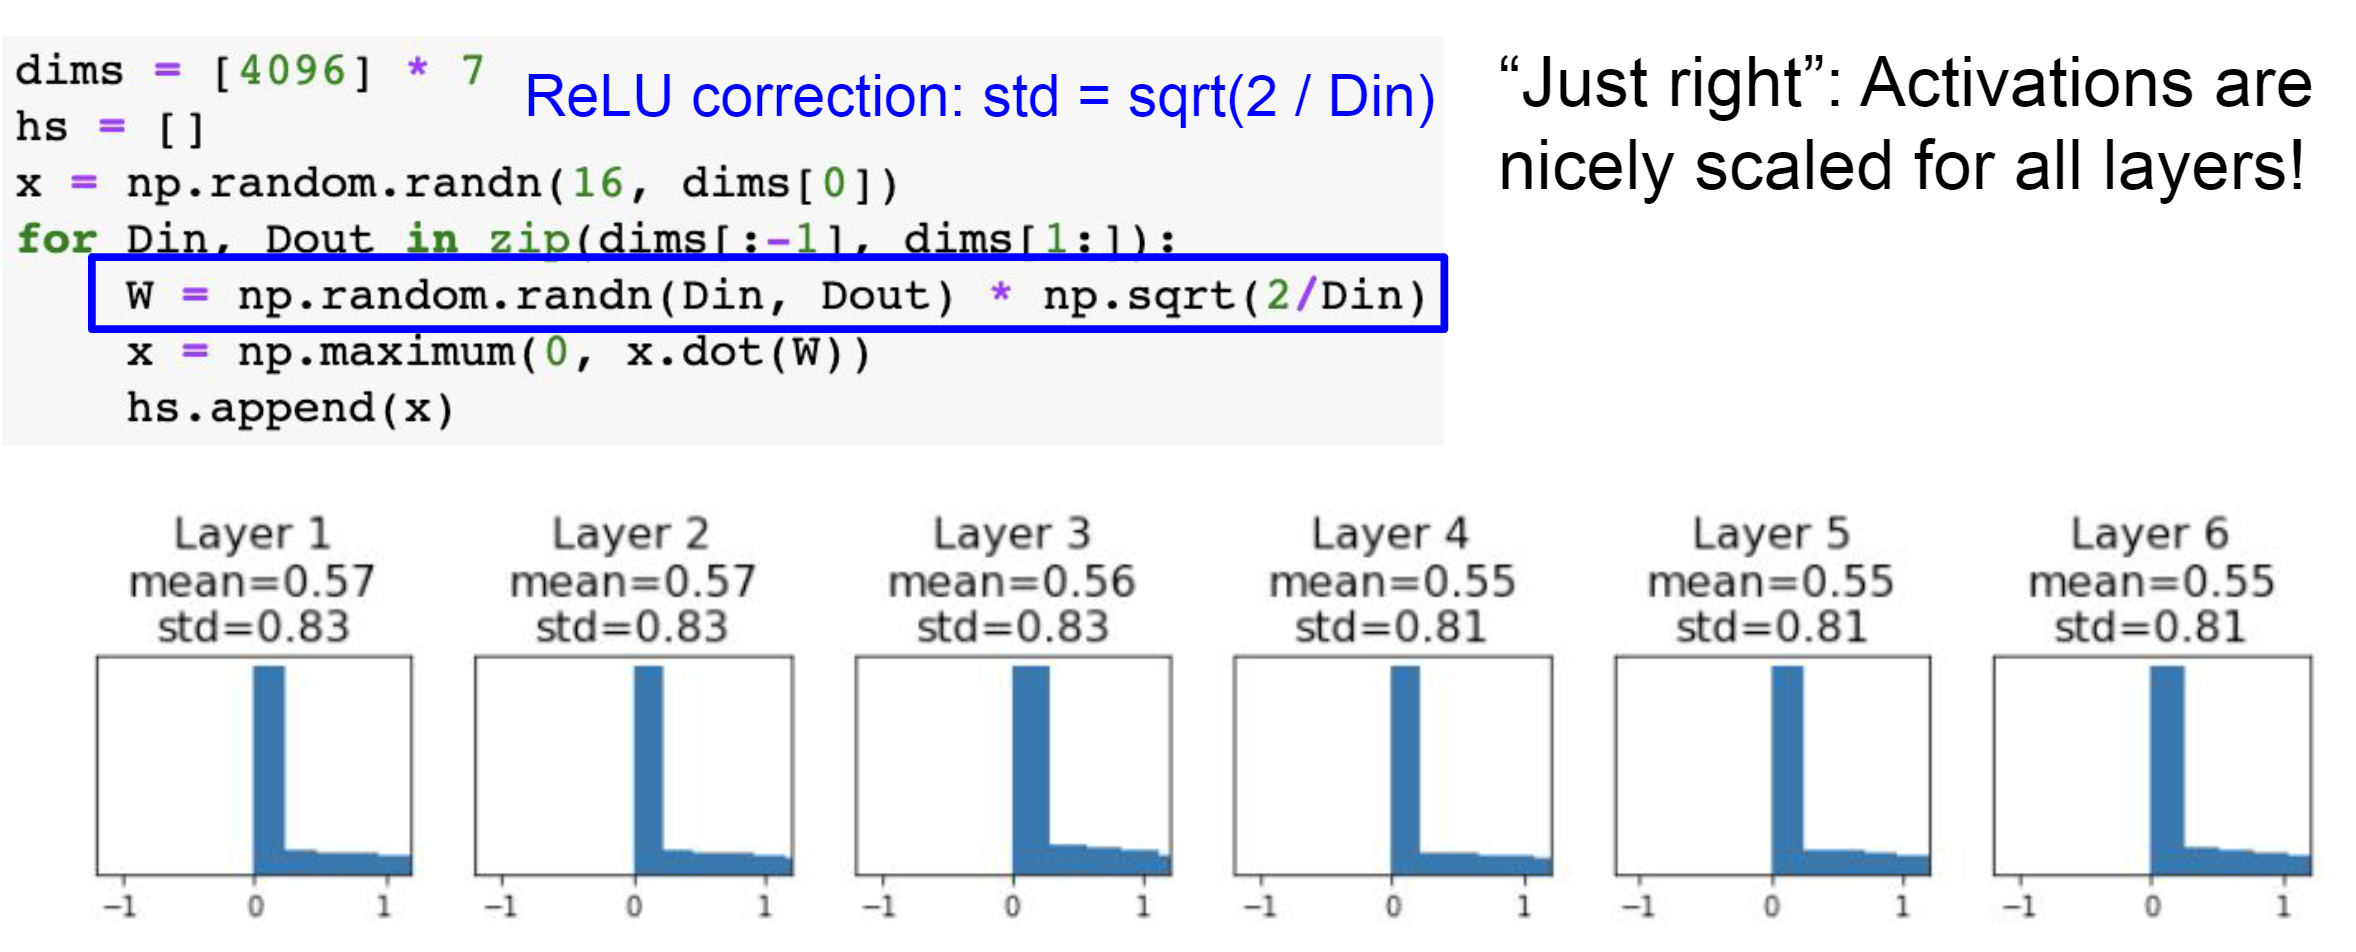 dims = [4096] * 7
ReLU correction: std = sqrt(2 / Din)
hs = []
x = np.random.randn(16, dims[0])
for Din, Dout in zip(dims[:-1], dims[1:]):
W = np.random.randn(Din, Dout) * np.sqrt(2/Din)
x = np.maximum(0, x.dot(W))
hs.append(x)
“Just right”: Activations are
nicely scaled for all layers!
Layer 1
mean=0.57
std=0.83
−1 0 1
Layer 2
mean=0.57
std=0.83
−1 0 1
Layer 3
mean=0.56
std=0.83
−1 0 1
Layer 4
mean=0.55
std=0.81
−1 0 1
Layer 5
mean=0.55
std=0.81
−1 0 1
Layer 6
mean=0.55
std=0.81
−1 0 1